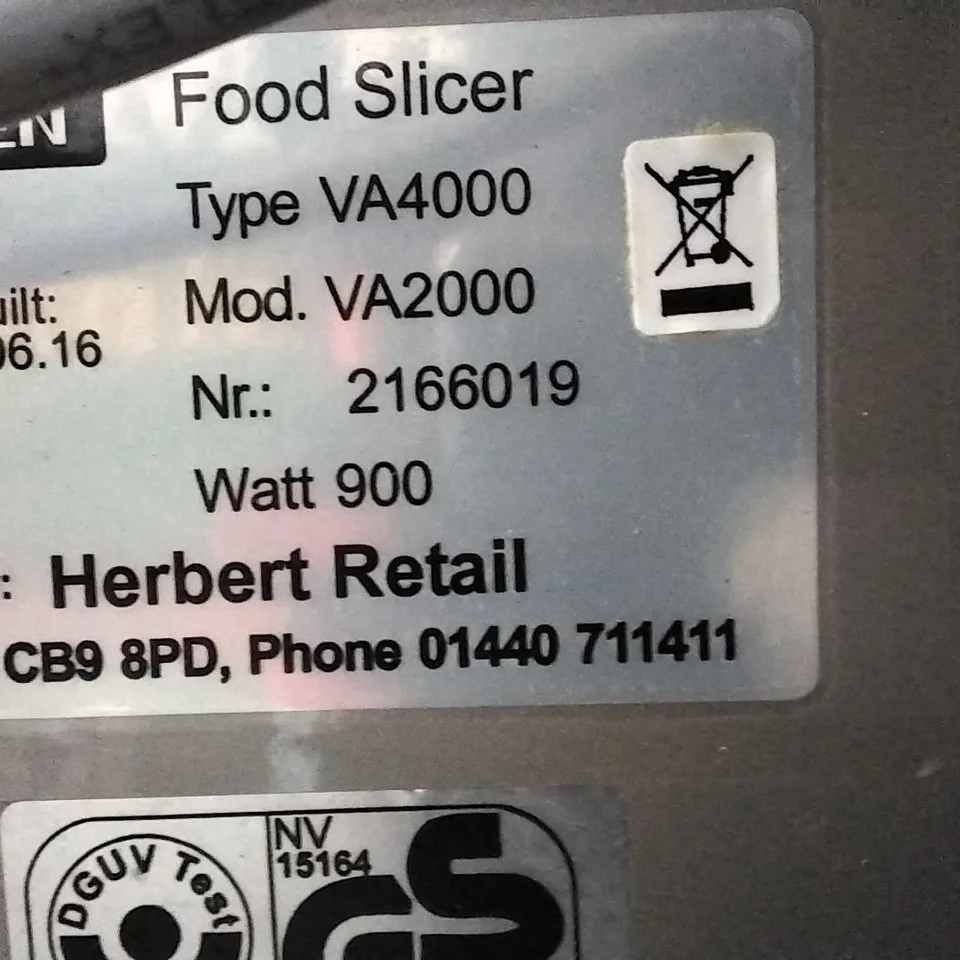 Food Slicer
Type VA4000
Mod. VA2000
06.16
Nr.: 2166019
Watt 900
: Herbert Retail
CB9 8PD, Phone 01440 711411
DGUV Test
NV
15164
GS